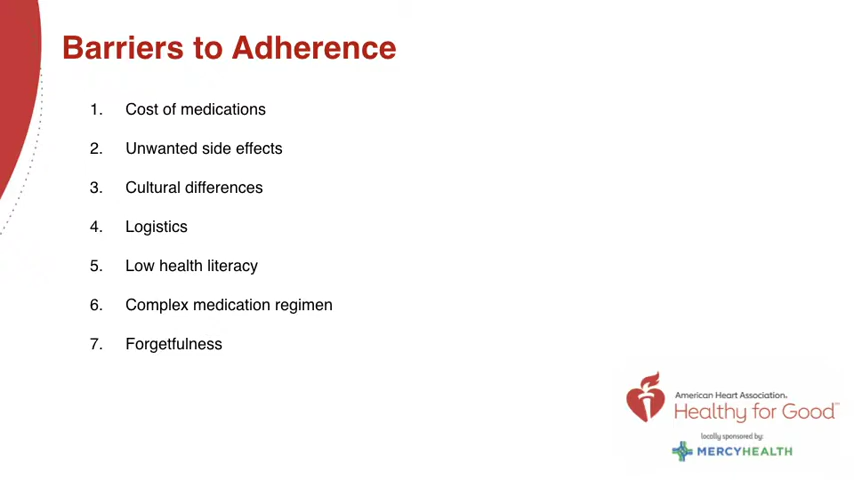 Barriers to Adherence
1. Cost of medications
2. Unwanted side effects
3. Cultural differences
4. Logistics
5. Low health literacy
6. Complex medication regimen
7. Forgetfulness
American Heart Association.
Healthy for Good™
locally sponsored by:
MERCYHEALTH